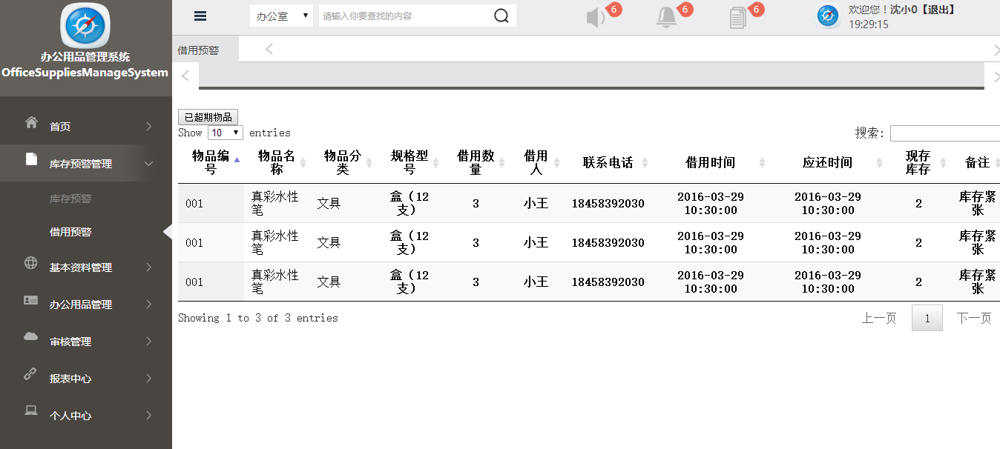 办公用品管理系统
OfficeSuppliesManageSystem
首页
库存预警管理
库存预警
借用预警
基本资料管理
办公用品管理
审核管理
报表中心
个人中心
办公室 请输入你要查找的内容 6 6 6 欢迎您！沈小0【退出】
19:29:15
借用预警
已超期物品
Show 10 entries 搜索：
物品编号 物品名称 物品分类 规格型号 借用数量 借用人 联系电话 借用时间 应还时间 现存库存 备注
001 真彩水性笔 文具 盒（12支） 3 小王 18458392030 2016-03-29 10:30:00 2016-03-29 10:30:00 2 库存紧张
001 真彩水性笔 文具 盒（12支） 3 小王 18458392030 2016-03-29 10:30:00 2016-03-29 10:30:00 2 库存紧张
001 真彩水性笔 文具 盒（12支） 3 小王 18458392030 2016-03-29 10:30:00 2016-03-29 10:30:00 2 库存紧张
Showing 1 to 3 of 3 entries 上一页 1 下一页